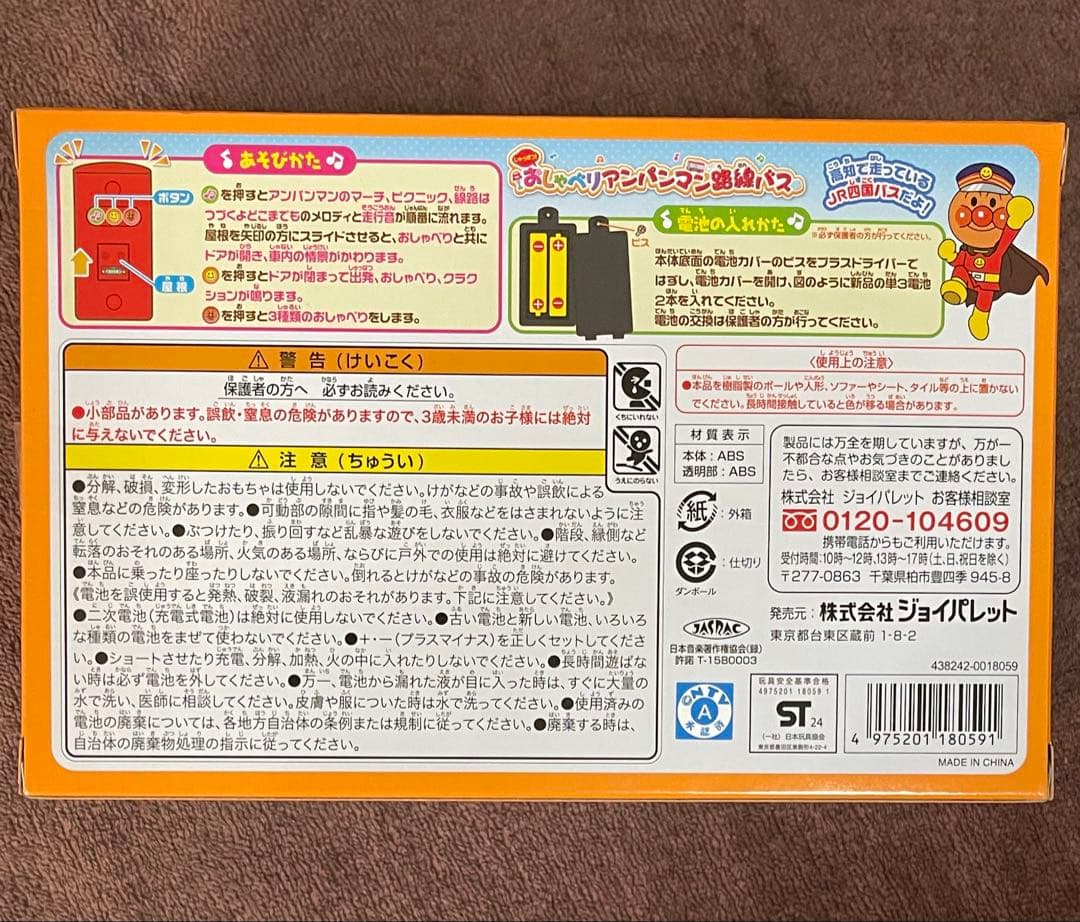 あそびかた
ボタン
屋根
を押すとアンパンマンのマーチ、ピクニック、線路は
つづくよどこまでものメロディと走行音が順番に流れます。
屋根を矢印の方にスライドさせると、おしゃべりと共に
ドアが開き、車内の情景がかわります。
を押すとドアが閉まって出発、おしゃべり、クラク
ションが鳴ります。
を押すと3種類のおしゃべりをします。
おしゃべりアンパンマン路線バス
高知で走っている
JR四国バスだよ!
電池の入れかた
※必ず保護者の方が行ってください。
ビス
本体底面の電池カバーのビスをプラスドライバーで
はずし、電池カバーを開け、図のように新品の単3電池
2本を入れてください。
電池の交換は保護者の方が行ってください。
⚠警告(けいこく)
保護者の方へ 必ずお読みください。
●小部品があります。誤飲・窒息の危険がありますので、3歳未満のお子様には絶対
に与えないでください。
くちにいれない
うえにのらない
⚠注意(ちゅうい)
●分解、破損、変形したおもちゃは使用しないでください。けがなどの事故や誤飲による
窒息などの危険があります。●可動部の隙間に指や髪の毛、衣服などをはさまれないように注
意してください。●ぶつけたり、振り回すなど乱暴な遊びをしないでください。●階段、縁側など
転落のおそれのある場所、火気のある場所、ならびに戸外での使用は絶対に避けてください。
●本品に乗ったり座ったりしないでください。倒れるとけがなどの事故の危険があります。
《電池を誤使用すると発熱、破裂、液漏れのおそれがあります。下記に注意してください。》
●二次電池(充電式電池)は絶対に使用しないでください。●古い電池と新しい電池、いろいろ
な種類の電池をまぜて使わないでください。●+・−(プラスマイナス)を正しくセットしてくださ
い。●ショートさせたり充電、分解、加熱、火の中に入れたりしないでください。●長時間遊ばな
い時は必ず電池を外してください。●万一、電池から漏れた液が目に入った時は、すぐに大量の
水で洗い、医師に相談してください。皮膚や服についた時は水で洗ってください。●使用済みの
電池の廃棄については、各地方自治体の条例または規制に従ってください。●廃棄する時は、
自治体の廃棄物処理の指示に従ってください。
〈使用上の注意〉
●本品を樹脂製のポールや人形、ソファーやシート、タイル等の上に置かない
でください。長時間接触していると色が移る場合があります。
材質表示
本体:ABS
透明部:ABS
紙
:外箱
:仕切り
ダンボール
製品には万全を期していますが、万が一
不都合な点やお気づきのことがありまし
たら、お客様相談室までご連絡ください。
株式会社 ジョイパレット お客様相談室
0120-104609
携帯電話からもご利用いただけます。
受付時間:10時〜12時,13時〜17時(土、日、祝日を除く)
〒277-0863 千葉県柏市豊四季945-8
発売元:株式会社ジョイパレット
東京都台東区蔵前1-8-2
JASRAC
日本音楽著作権協会(録)
許諾T-15B0003
438242-0018059
©NTV
A
承認許
玩具安全基準合格
4975201 18059 1
ST 24
(一社)日本玩具協会
東京都墨田区東駒形4-22-4
4 975201 180591
MADE IN CHINA